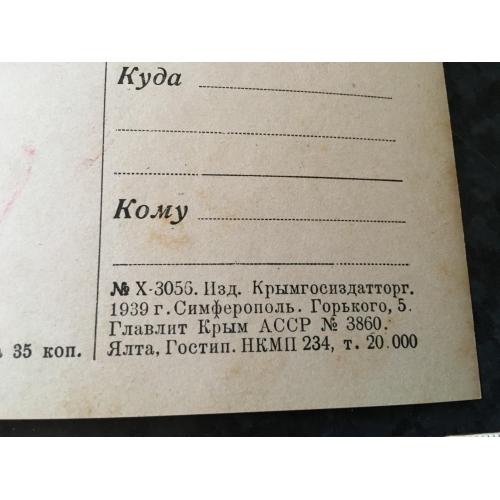 Куда
Кому
№ X-3056. Изд. Крымгосиздатторг.
1939 г. Симферополь. Горького, 5.
Главлит Крым АССР № 3860.
Ялта, Гостип. НКМП 234, т. 20.000
35 коп.